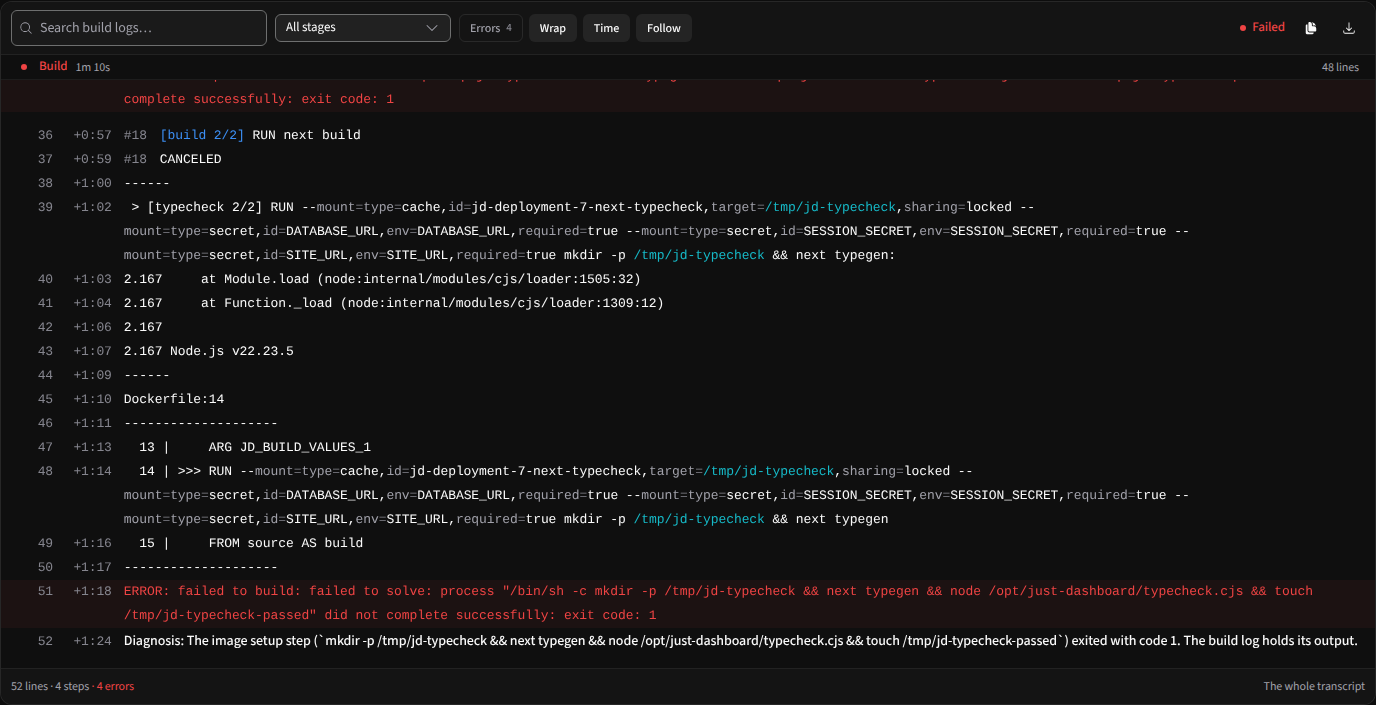 Search build logs…
All stages
Errors 4
Wrap
Time
Follow
Failed
Build 1m 10s
48 lines
complete successfully: exit code: 1
36 +0:57 #18 [build 2/2] RUN next build
37 +0:59 #18 CANCELED
38 +1:00 ------
39 +1:02 > [typecheck 2/2] RUN --mount=type=cache,id=jd-deployment-7-next-typecheck,target=/tmp/jd-typecheck,sharing=locked --
mount=type=secret,id=DATABASE_URL,env=DATABASE_URL,required=true --mount=type=secret,id=SESSION_SECRET,env=SESSION_SECRET,required=true --
mount=type=secret,id=SITE_URL,env=SITE_URL,required=true mkdir -p /tmp/jd-typecheck && next typegen:
40 +1:03 2.167     at Module.load (node:internal/modules/cjs/loader:1505:32)
41 +1:04 2.167     at Function._load (node:internal/modules/cjs/loader:1309:12)
42 +1:06 2.167
43 +1:07 2.167 Node.js v22.23.5
44 +1:09 ------
45 +1:10 Dockerfile:14
46 +1:11 --------------------
47 +1:13   13 |     ARG JD_BUILD_VALUES_1
48 +1:14   14 | >>> RUN --mount=type=cache,id=jd-deployment-7-next-typecheck,target=/tmp/jd-typecheck,sharing=locked --
mount=type=secret,id=DATABASE_URL,env=DATABASE_URL,required=true --mount=type=secret,id=SESSION_SECRET,env=SESSION_SECRET,required=true --
mount=type=secret,id=SITE_URL,env=SITE_URL,required=true mkdir -p /tmp/jd-typecheck && next typegen
49 +1:16   15 |     FROM source AS build
50 +1:17 --------------------
51 +1:18 ERROR: failed to build: failed to solve: process "/bin/sh -c mkdir -p /tmp/jd-typecheck && next typegen && node /opt/just-dashboard/typecheck.cjs && touch
/tmp/jd-typecheck-passed" did not complete successfully: exit code: 1
52 +1:24 Diagnosis: The image setup step (`mkdir -p /tmp/jd-typecheck && next typegen && node /opt/just-dashboard/typecheck.cjs && touch /tmp/jd-typecheck-passed`) exited with code 1. The build log holds its output.
52 lines · 4 steps · 4 errors
The whole transcript